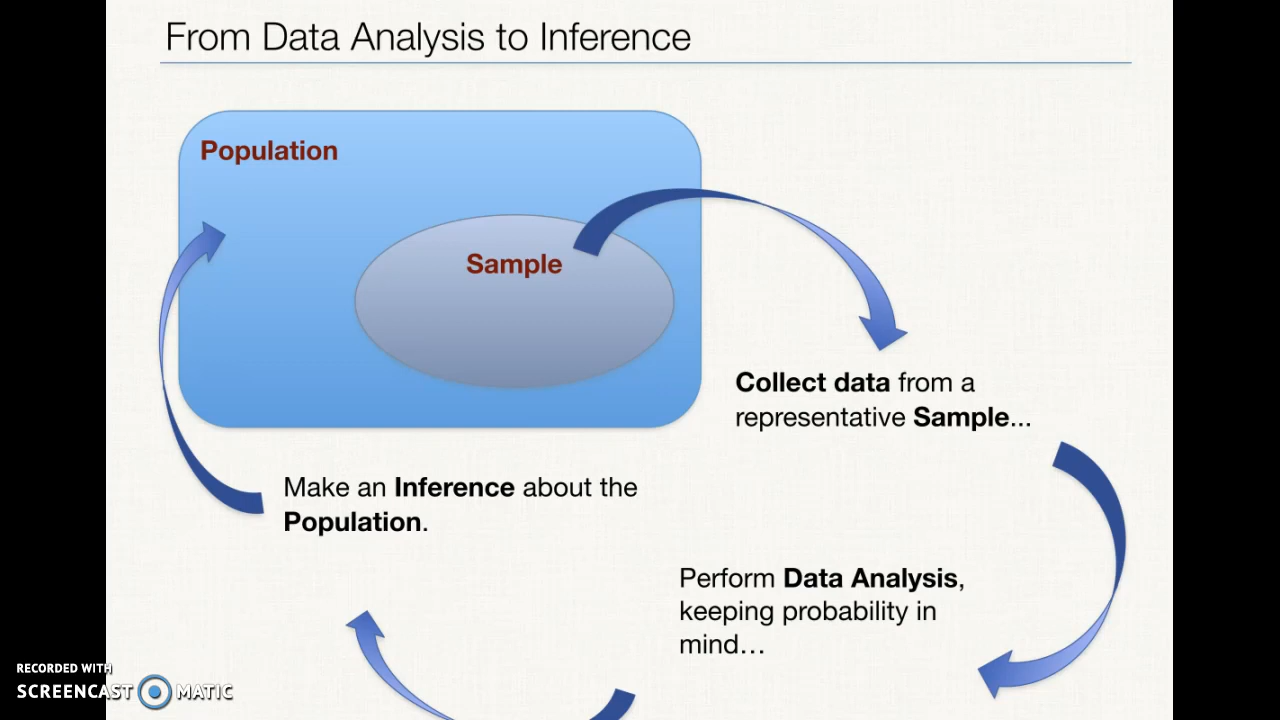 From Data Analysis to Inference
Population
Sample
Collect data from a
representative Sample...
Make an Inference about the
Population.
Perform Data Analysis,
keeping probability in
mind…
RECORDED WITH
SCREENCAST MATIC